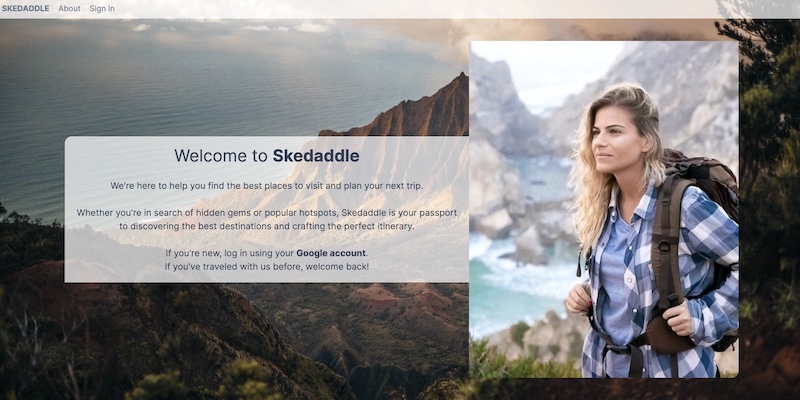 SKEDADDLE About Sign In
Welcome to Skedaddle
We're here to help you find the best places to visit and plan your next trip.
Whether you're in search of hidden gems or popular hotspots, Skedaddle is your passport
to discovering the best destinations and crafting the perfect itinerary.
If you're new, log in using your Google account.
If you've traveled with us before, welcome back!